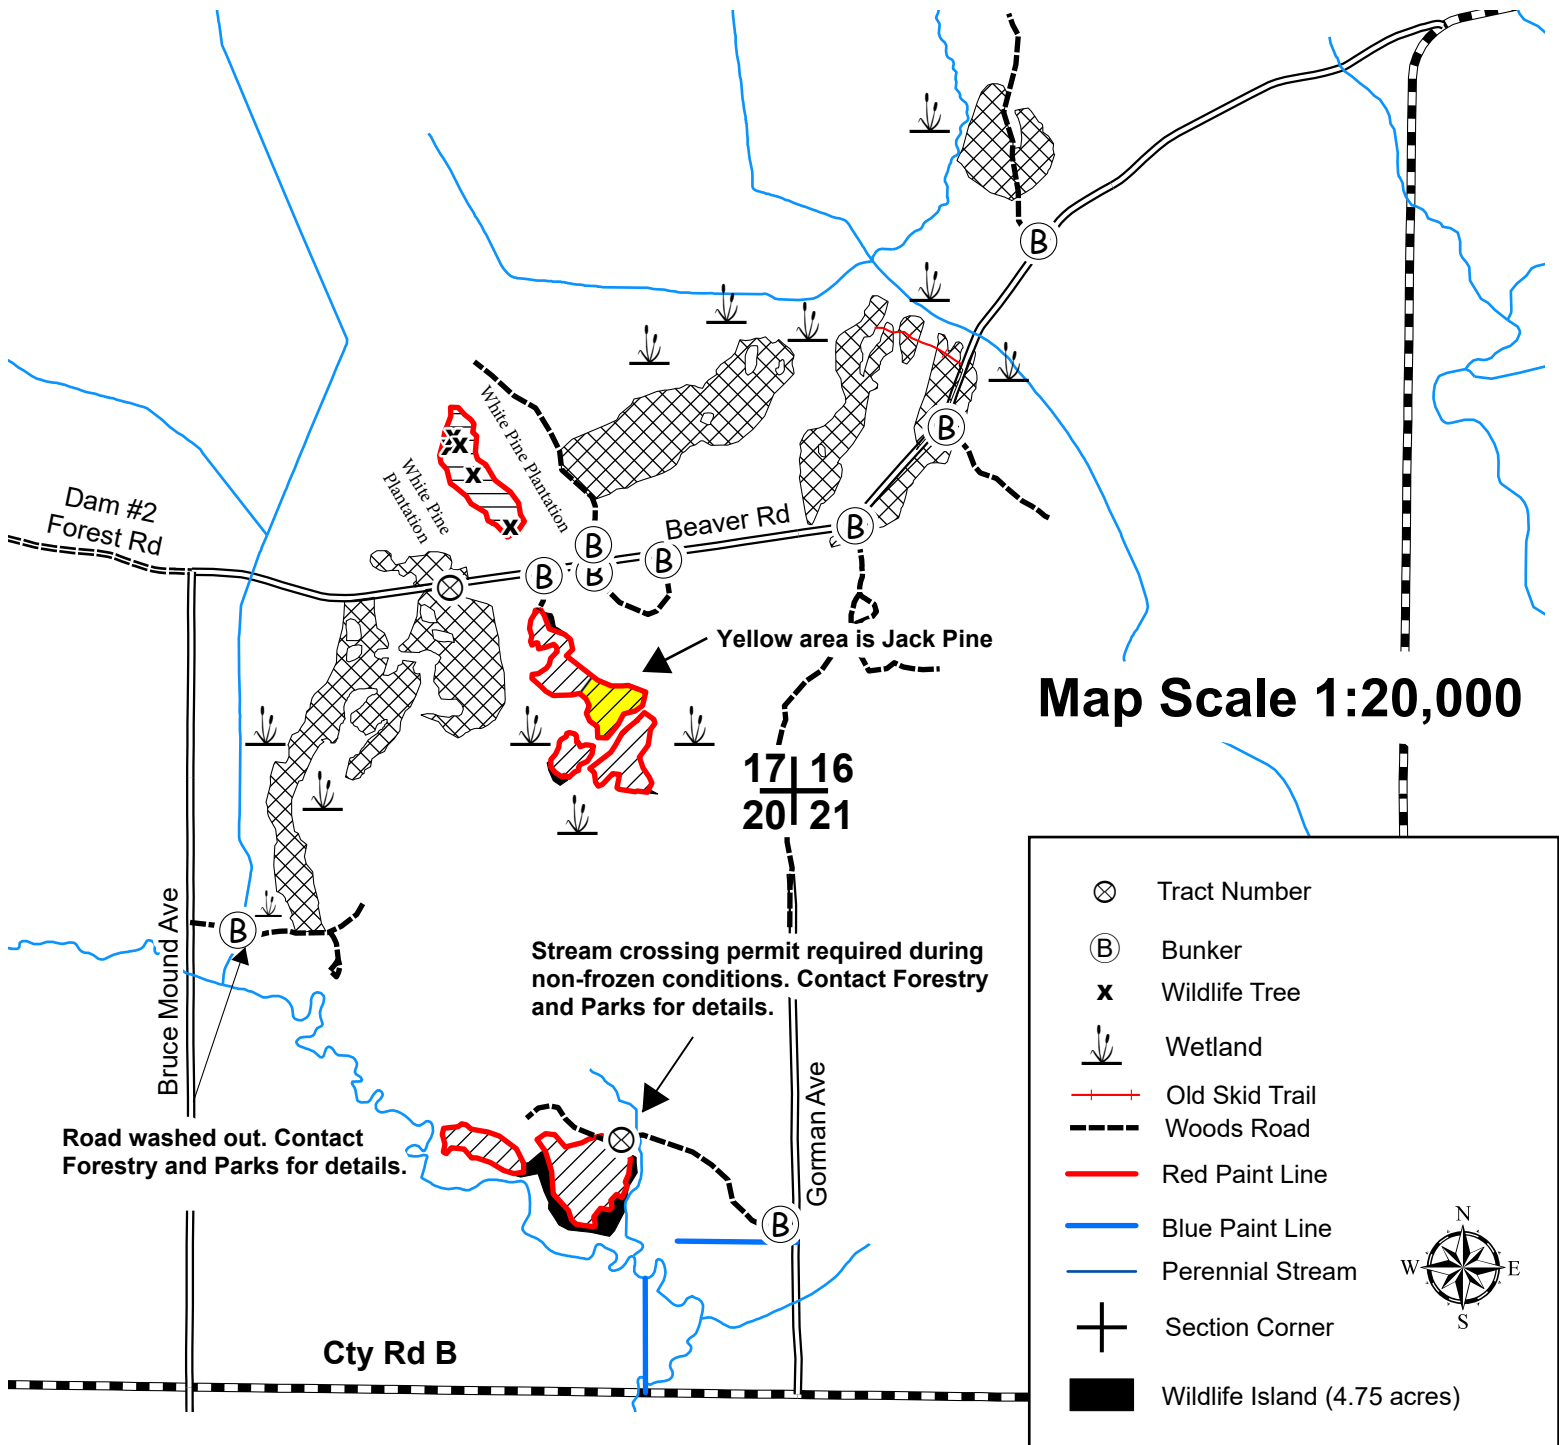 White Pine Plantation
White Pine
Plantation
Dam #2
Forest Rd
Beaver Rd
B
B
B
B
B
B
B
B
B
Yellow area is Jack Pine
Map Scale 1:20,000
17 16
20 21
Bruce Mound Ave
Stream crossing permit required during
non-frozen conditions. Contact Forestry
and Parks for details.
Gorman Ave
Road washed out. Contact
Forestry and Parks for details.
Cty Rd B
Tract Number
B Bunker
x Wildlife Tree
Wetland
Old Skid Trail
Woods Road
Red Paint Line
Blue Paint Line
Perennial Stream
Section Corner
Wildlife Island (4.75 acres)
N
W E
S